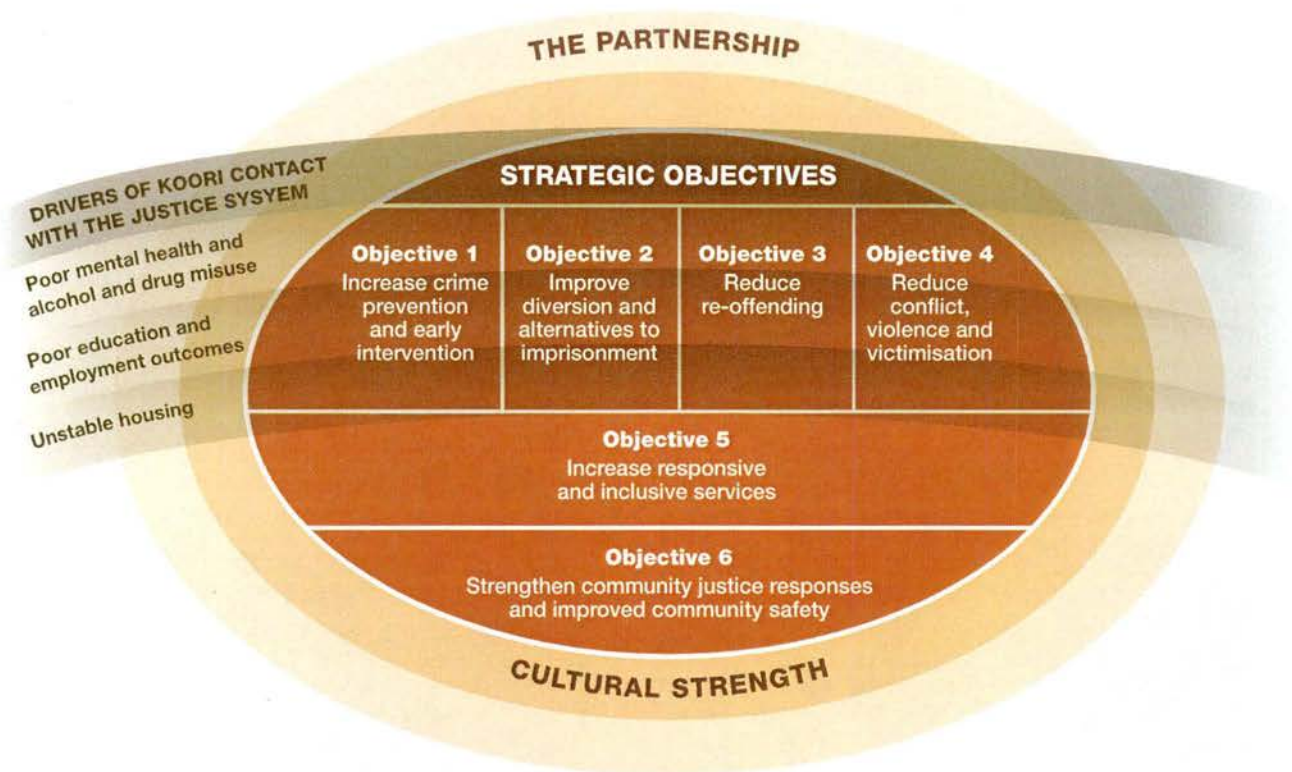 THE PARTNERSHIP
DRIVERS OF KOORI CONTACT
WITH THE JUSTICE SYSYEM
Poor mental health and
alcohol and drug misuse
Poor education and
employment outcomes
Unstable housing
STRATEGIC OBJECTIVES
Objective 1
Increase crime
prevention
and early
intervention
Objective 2
Improve
diversion and
alternatives to
imprisonment
Objective 3
Reduce
re-offending
Objective 4
Reduce
conflict,
violence and
victimisation
Objective 5
Increase responsive
and inclusive services
Objective 6
Strengthen community justice responses
and improved community safety
CULTURAL STRENGTH